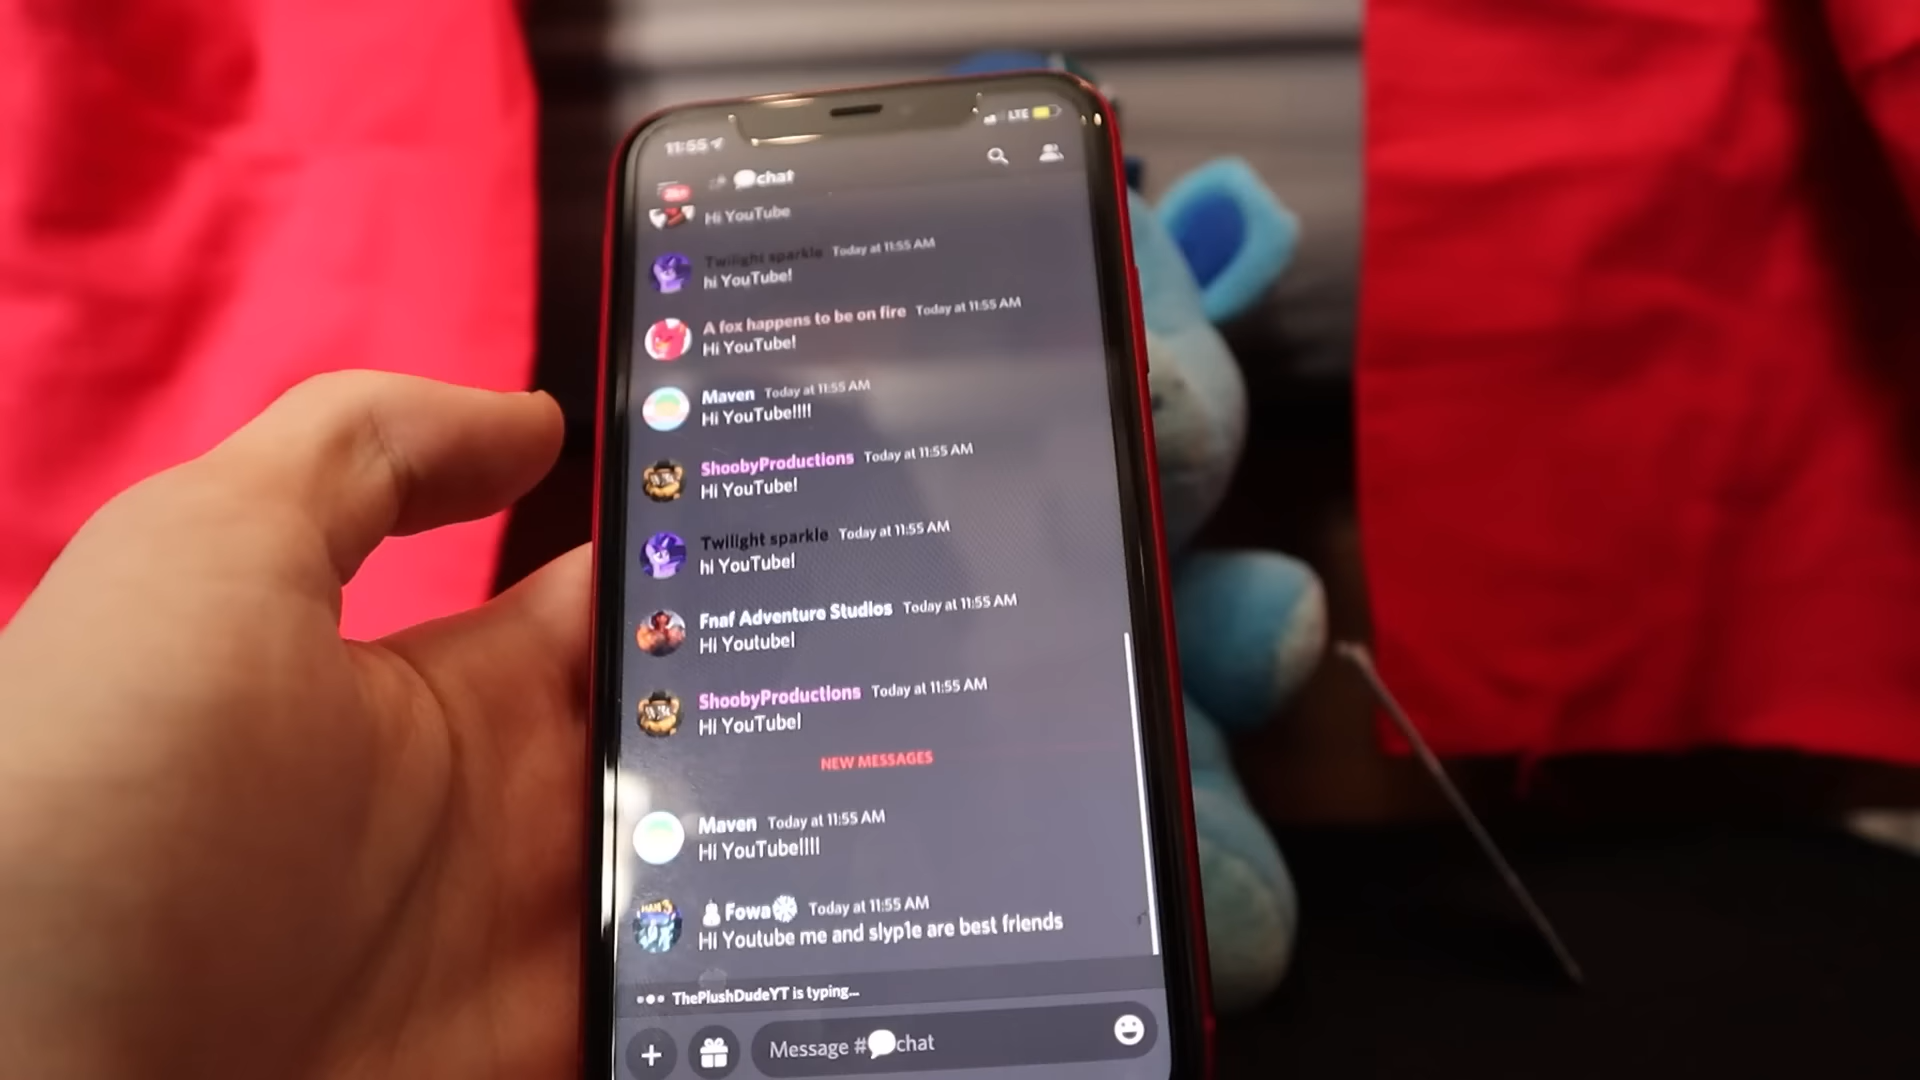 11:55
LTE
💬chat
Hi YouTube
Twilight sparkle Today at 11:55 AM
hi YouTube!
A fox happens to be on fire Today at 11:55 AM
Hi YouTube!
Maven Today at 11:55 AM
Hi YouTube!!!!
ShoobyProductions Today at 11:55 AM
Hi YouTube!
Twilight sparkle Today at 11:55 AM
hi YouTube!
Fnaf Adventure Studios Today at 11:55 AM
Hi Youtube!
ShoobyProductions Today at 11:55 AM
Hi YouTube!
NEW MESSAGES
Maven Today at 11:55 AM
Hi YouTube!!!!
⛄Fowa❄ Today at 11:55 AM
Hi Youtube me and slyp1e are best friends
ThePlushDudeYT is typing...
Message #💬chat